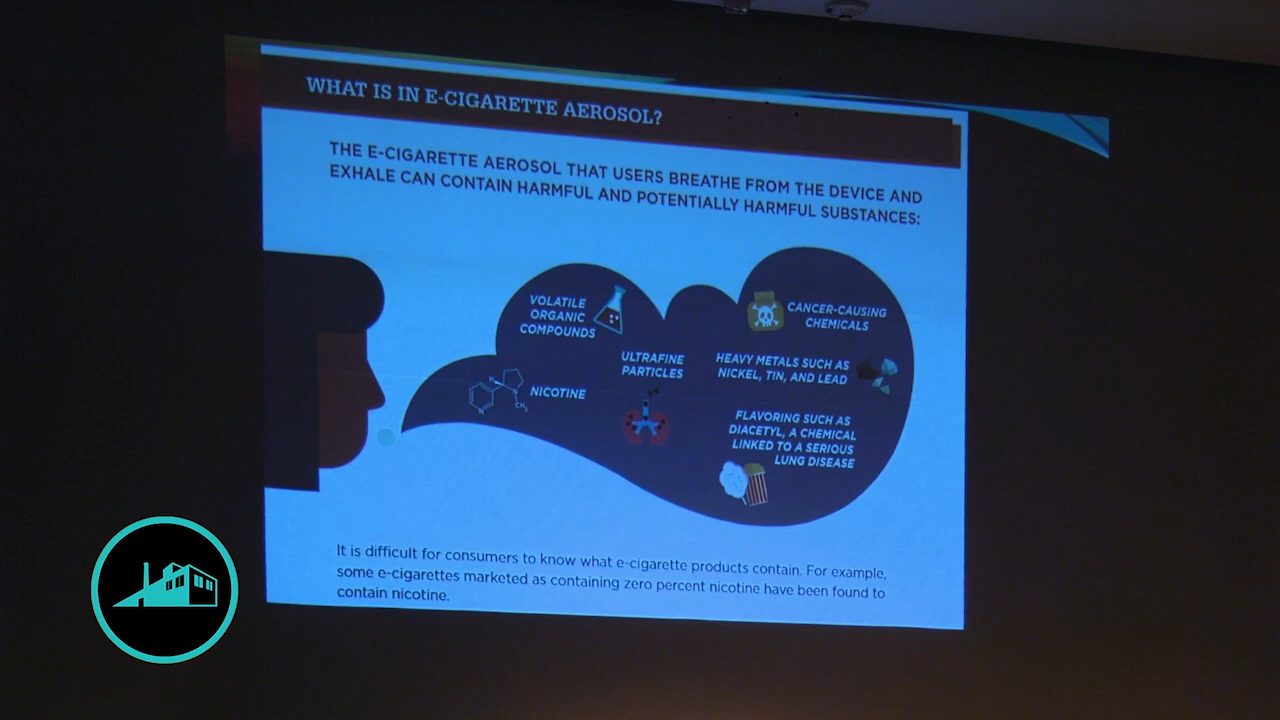 WHAT IS IN E-CIGARETTE AEROSOL?
THE E-CIGARETTE AEROSOL THAT USERS BREATHE FROM THE DEVICE AND
EXHALE CAN CONTAIN HARMFUL AND POTENTIALLY HARMFUL SUBSTANCES:
VOLATILE
ORGANIC
COMPOUNDS
CANCER-CAUSING
CHEMICALS
ULTRAFINE
PARTICLES
HEAVY METALS SUCH AS
NICKEL, TIN, AND LEAD
N
N
N
CH3
NICOTINE
FLAVORING SUCH AS
DIACETYL, A CHEMICAL
LINKED TO A SERIOUS
LUNG DISEASE
It is difficult for consumers to know what e-cigarette products contain. For example,
some e-cigarettes marketed as containing zero percent nicotine have been found to
contain nicotine.